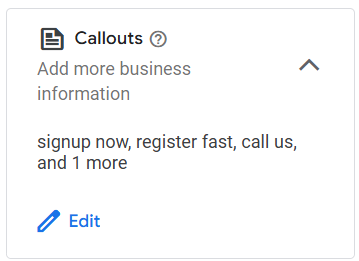 Callouts
Add more business
information
signup now, register fast, call us,
and 1 more
Edit